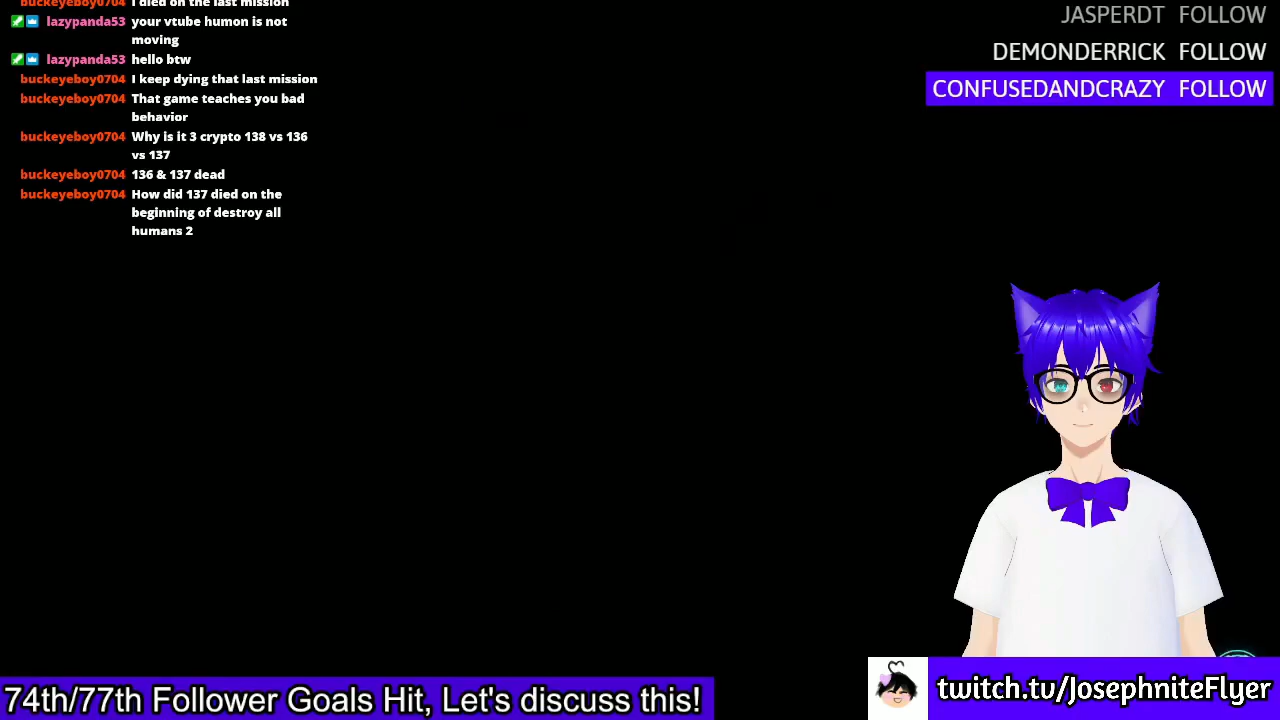 buckeyeboy0704 I died on the last mission
lazypanda53 your vtube humon is not
moving
lazypanda53 hello btw
buckeyeboy0704 I keep dying that last mission
buckeyeboy0704 That game teaches you bad
behavior
buckeyeboy0704 Why is it 3 crypto 138 vs 136
vs 137
buckeyeboy0704 136 & 137 dead
buckeyeboy0704 How did 137 died on the
beginning of destroy all
humans 2
JASPERDT FOLLOW
DEMONDERRICK FOLLOW
CONFUSEDANDCRAZY FOLLOW
74th/77th Follower Goals Hit, Let's discuss this!
twitch.tv/JosephniteFlyer